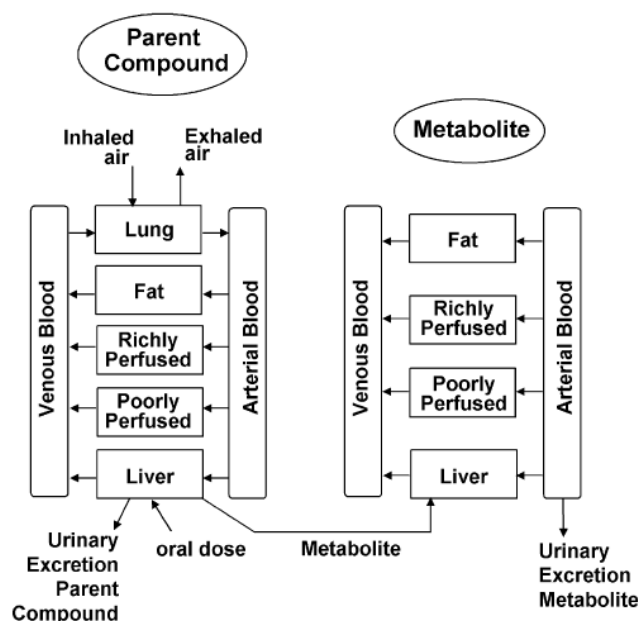 Parent
Compound
Metabolite
Inhaled
air
Exhaled
air
Venous Blood
Lung
Fat
Richly
Perfused
Poorly
Perfused
Liver
Arterial Blood
Venous Blood
Fat
Richly
Perfused
Poorly
Perfused
Liver
Arterial Blood
Urinary
Excretion
Parent
Compound
oral dose
Metabolite
Urinary
Excretion
Metabolite